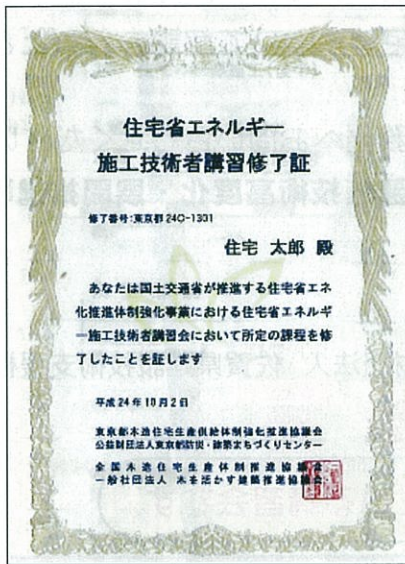 住宅省エネルギー
施工技術者講習修了証
修了番号:東京都24C-1301
住宅 太郎 殿
あなたは国土交通省が推進する住宅省エネ
化推進体制強化事業における住宅省エネルギ
ー施工技術者講習会において所定の課程を修
了したことを証します
平成24年10月2日
東京都木造住宅生産供給体制強化推進協議会
公益財団法人東京都防災・建築まちづくりセンター
全国木造住宅生産体制推進協議会
一般社団法人 木を活かす建築推進協議会